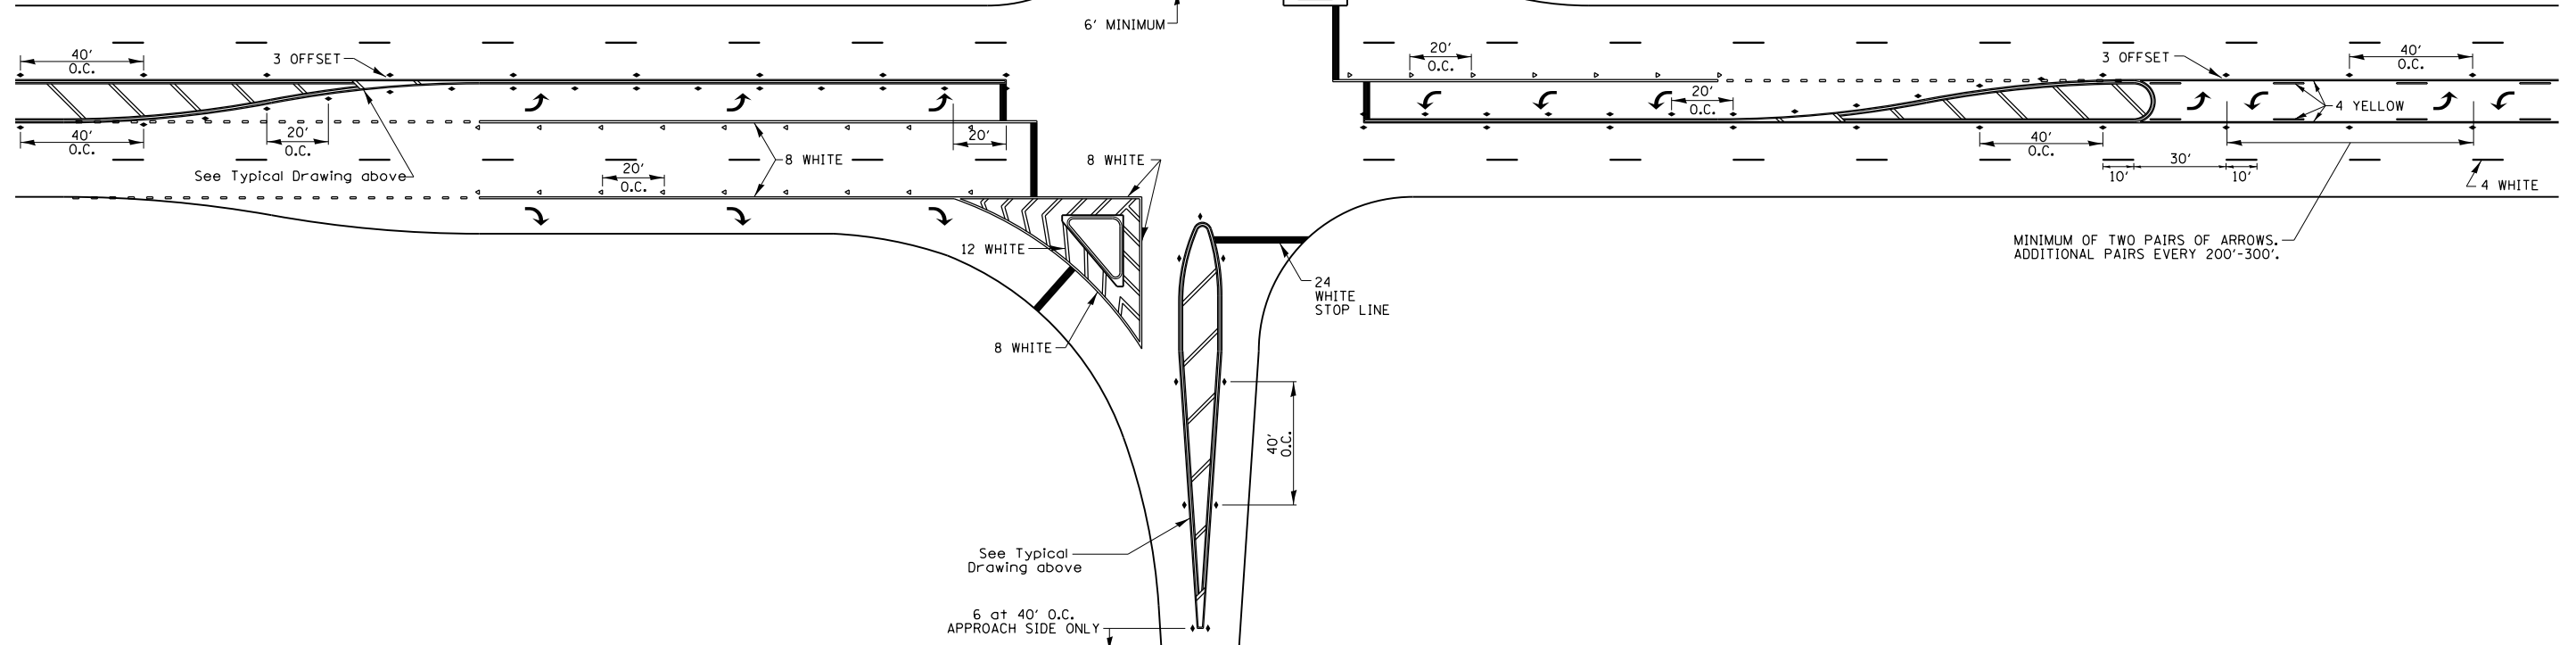 6' MINIMUM
40'
O.C.
3 OFFSET
20'
O.C.
3 OFFSET
40'
O.C.
40'
O.C.
20'
O.C.
See Typical Drawing above
20'
O.C.
8 WHITE
20'
8 WHITE
20'
O.C.
4 YELLOW
40'
O.C.
10'
30'
10'
4 WHITE
12 WHITE
8 WHITE
24
WHITE
STOP LINE
MINIMUM OF TWO PAIRS OF ARROWS.
ADDITIONAL PAIRS EVERY 200'-300'.
40'
O.C.
See Typical
Drawing above
6 at 40' O.C.
APPROACH SIDE ONLY